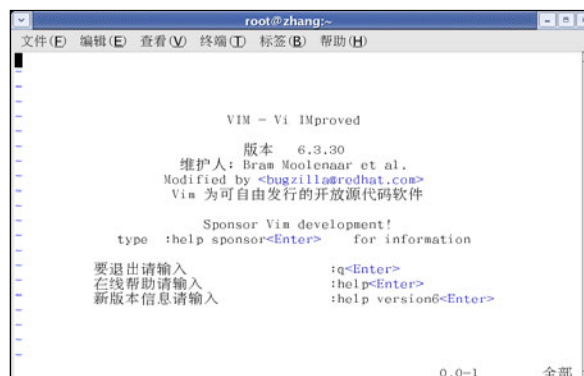 root@zhang:~
文件(F) 编辑(E) 查看(V) 终端(T) 标签(B) 帮助(H)
~
~
~
VIM - Vi IMproved
~
版本 6.3.30
维护人: Bram Moolenaar et al.
Modified by <bugzilla@redhat.com>
Vim 为可自由发行的开放源代码软件
~
Sponsor Vim development!
type :help sponsor<Enter> for information
~
要退出请输入 :q<Enter>
在线帮助请输入 :help<Enter>
新版本信息请输入 :help version6<Enter>
~
~
~
0,0-1 全部